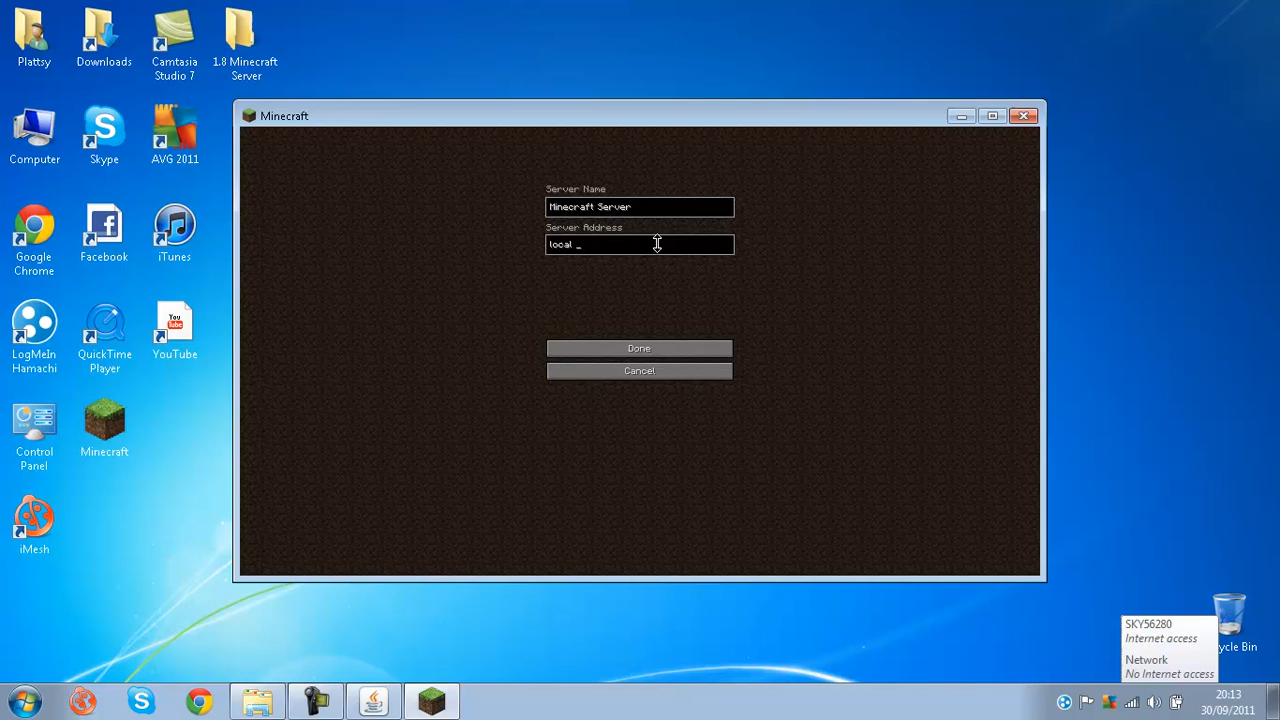 Plattsy
Downloads
Camtasia
Studio 7
1.8 Minecraft
Server
Computer
Skype
AVG 2011
Google
Chrome
Facebook
iTunes
LogMeIn
Hamachi
QuickTime
Player
You
Tube
YouTube
Control
Panel
Minecraft
iMesh
Minecraft
Server Name
Minecraft Server
Server Address
local _
Done
Cancel
SKY56280
Internet access
Network
No Internet access
ycle Bin
20:13
30/09/2011